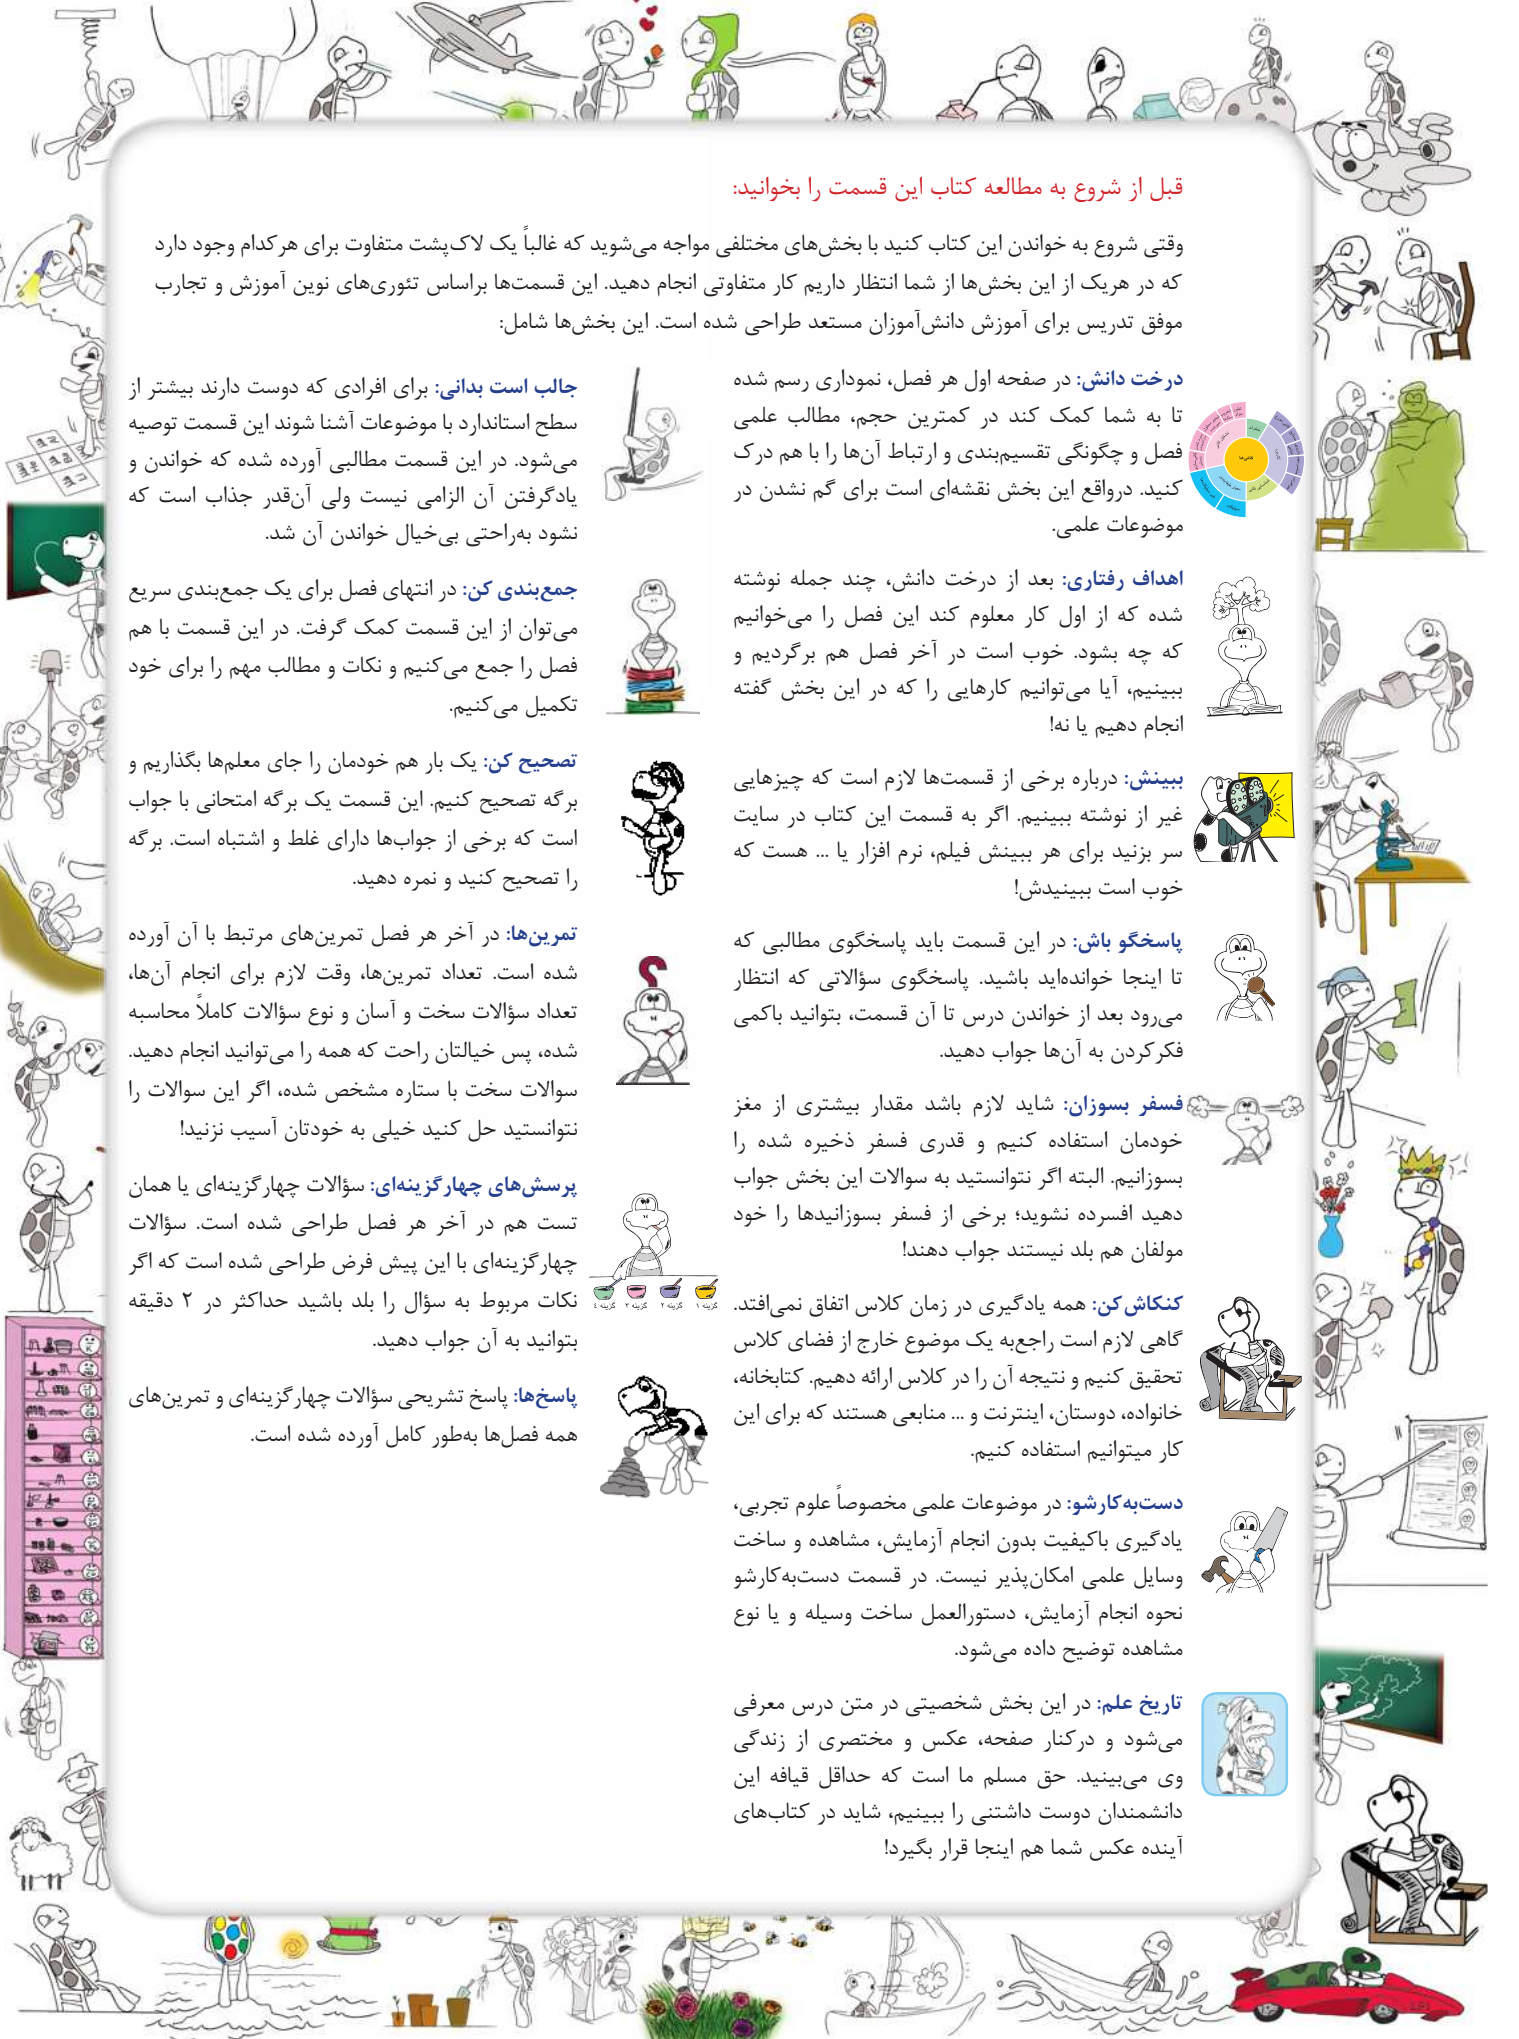 قبل از شروع به مطالعه کتاب این قسمت را بخوانید:
وقتی شروع به خواندن این کتاب کنید با بخش‌های مختلفی مواجه می‌شوید که غالباً یک لاک‌پشت متفاوت برای هرکدام وجود دارد
که در هریک از این بخش‌ها از شما انتظار داریم کار متفاوتی انجام دهید. این قسمت‌ها براساس تئوری‌های نوین آموزش و تجارب
موفق تدریس برای آموزش دانش‌آموزان مستعد طراحی شده است. این بخش‌ها شامل:
درخت دانش: در صفحه اول هر فصل، نموداری رسم شده
تا به شما کمک کند در کمترین حجم، مطالب علمی
فصل و چگونگی تقسیم‌بندی و ارتباط آن‌ها را با هم درک
کنید. درواقع این بخش نقشه‌ای است برای گم نشدن در
موضوعات علمی.
اهداف رفتاری: بعد از درخت دانش، چند جمله نوشته
شده که از اول کار معلوم کند این فصل را می‌خوانیم
که چه بشود. خوب است در آخر فصل هم برگردیم و
ببینیم، آیا می‌توانیم کارهایی را که در این بخش گفته
انجام دهیم یا نه!
ببینش: درباره برخی از قسمت‌ها لازم است که چیزهایی
غیر از نوشته ببینیم. اگر به قسمت این کتاب در سایت
سر بزنید برای هر ببینش فیلم، نرم افزار یا ... هست که
خوب است ببینیدش!
پاسخگو باش: در این قسمت باید پاسخگوی مطالبی که
تا اینجا خوانده‌اید باشید. پاسخگوی سؤالاتی که انتظار
می‌رود بعد از خواندن درس تا آن قسمت، بتوانید باکمی
فکرکردن به آن‌ها جواب دهید.
فسفر بسوزان: شاید لازم باشد مقدار بیشتری از مغز
خودمان استفاده کنیم و قدری فسفر ذخیره شده را
بسوزانیم. البته اگر نتوانستید به سوالات این بخش جواب
دهید افسرده نشوید؛ برخی از فسفر بسوزانیدها را خود
مولفان هم بلد نیستند جواب دهند!
کنکاش‌کن: همه یادگیری در زمان کلاس اتفاق نمی‌افتد.
گاهی لازم است راجع‌به یک موضوع خارج از فضای کلاس
تحقیق کنیم و نتیجه آن را در کلاس ارائه دهیم. کتابخانه،
خانواده، دوستان، اینترنت و ... منابعی هستند که برای این
کار میتوانیم استفاده کنیم.
دست‌به‌کارشو: در موضوعات علمی مخصوصاً علوم تجربی،
یادگیری باکیفیت بدون انجام آزمایش، مشاهده و ساخت
وسایل علمی امکان‌پذیر نیست. در قسمت دست‌به‌کارشو
نحوه انجام آزمایش، دستورالعمل ساخت وسیله و یا نوع
مشاهده توضیح داده می‌شود.
تاریخ علم: در این بخش شخصیتی در متن درس معرفی
می‌شود و درکنار صفحه، عکس و مختصری از زندگی
وی می‌بینید. حق مسلم ما است که حداقل قیافه این
دانشمندان دوست داشتنی را ببینیم، شاید در کتاب‌های
آینده عکس شما هم اینجا قرار بگیرد!
جالب است بدانی: برای افرادی که دوست دارند بیشتر از
سطح استاندارد با موضوعات آشنا شوند این قسمت توصیه
می‌شود. در این قسمت مطالبی آورده شده که خواندن و
یادگرفتن آن الزامی نیست ولی آن‌قدر جذاب است که
نشود به‌راحتی بی‌خیال خواندن آن شد.
جمع‌بندی کن: در انتهای فصل برای یک جمع‌بندی سریع
می‌توان از این قسمت کمک گرفت. در این قسمت با هم
فصل را جمع می‌کنیم و نکات و مطالب مهم را برای خود
تکمیل می‌کنیم.
تصحیح کن: یک بار هم خودمان را جای معلم‌ها بگذاریم و
برگه تصحیح کنیم. این قسمت یک برگه امتحانی با جواب
است که برخی از جواب‌ها دارای غلط و اشتباه است. برگه
را تصحیح کنید و نمره دهید.
تمرین‌ها: در آخر هر فصل تمرین‌های مرتبط با آن آورده
شده است. تعداد تمرین‌ها، وقت لازم برای انجام آن‌ها،
تعداد سؤالات سخت و آسان و نوع سؤالات کاملاً محاسبه
شده، پس خیالتان راحت که همه را می‌توانید انجام دهید.
سوالات سخت با ستاره مشخص شده، اگر این سوالات را
نتوانستید حل کنید خیلی به خودتان آسیب نزنید!
پرسش‌های چهارگزینه‌ای: سؤالات چهارگزینه‌ای یا همان
تست هم در آخر هر فصل طراحی شده است. سؤالات
چهارگزینه‌ای با این پیش فرض طراحی شده است که اگر
نکات مربوط به سؤال را بلد باشید حداکثر در ۲ دقیقه
بتوانید به آن جواب دهید.
گزینه ۱ گزینه ۲ گزینه ۳ گزینه ٤
پاسخ‌ها: پاسخ تشریحی سؤالات چهارگزینه‌ای و تمرین‌های
همه فصل‌ها به‌طور کامل آورده شده است.